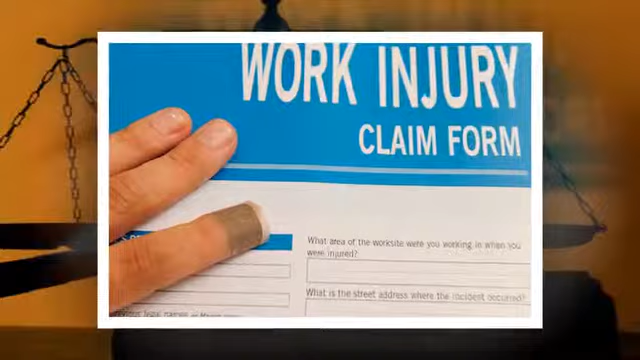 WORK INJURY
CLAIM FORM
What area of the worksite were you working in when you
were injured?
What is the street address where the incident occurred?